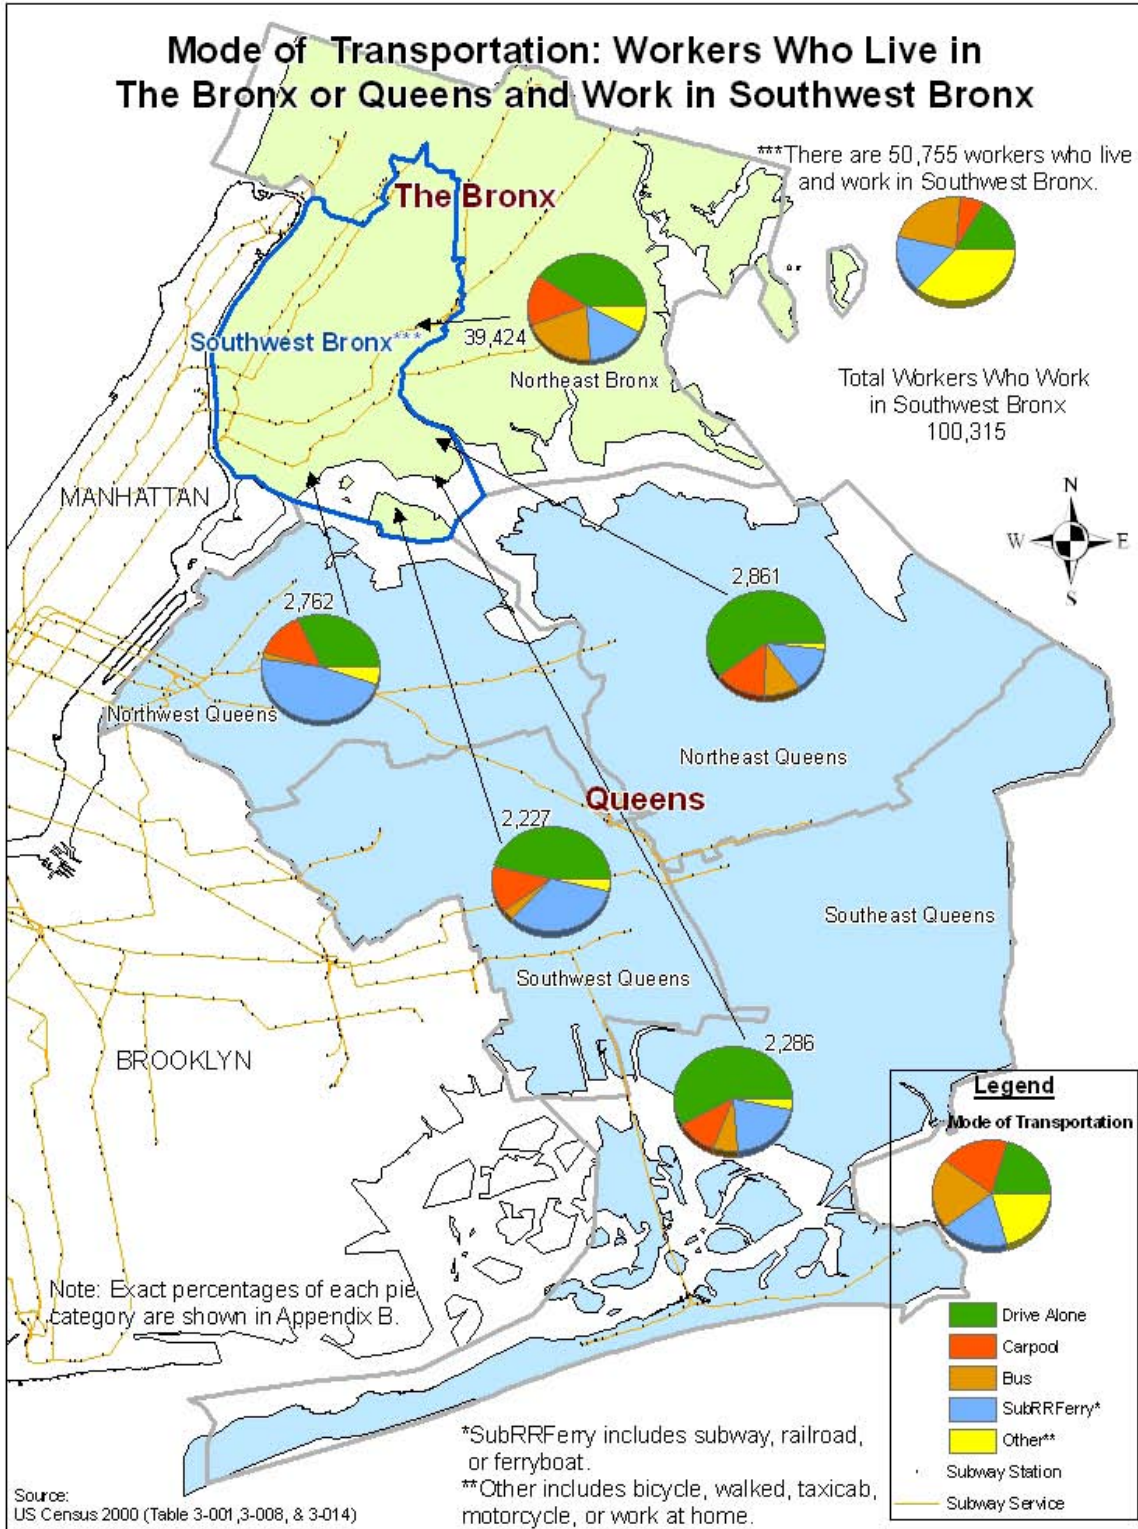 Mode of Transportation: Workers Who Live in
The Bronx or Queens and Work in Southwest Bronx
***There are 50,755 workers who live
and work in Southwest Bronx.
The Bronx
Southwest Bronx***
39,424
Northeast Bronx
Total Workers Who Work
in Southwest Bronx
100,315
MANHATTAN
N
W
E
S
2,762
2,861
Northwest Queens
Northeast Queens
Queens
2,227
Southeast Queens
Southwest Queens
BROOKLYN
2,286
Legend
Mode of Transportation
Note: Exact percentages of each pie
category are shown in Appendix B.
Drive Alone
Carpool
Bus
SubRRFerry*
Other**
Subway Station
Subway Service
*SubRRFerry includes subway, railroad,
or ferryboat.
**Other includes bicycle, walked, taxicab,
motorcycle, or work at home.
Source:
US Census 2000 (Table 3-001,3-008, & 3-014)